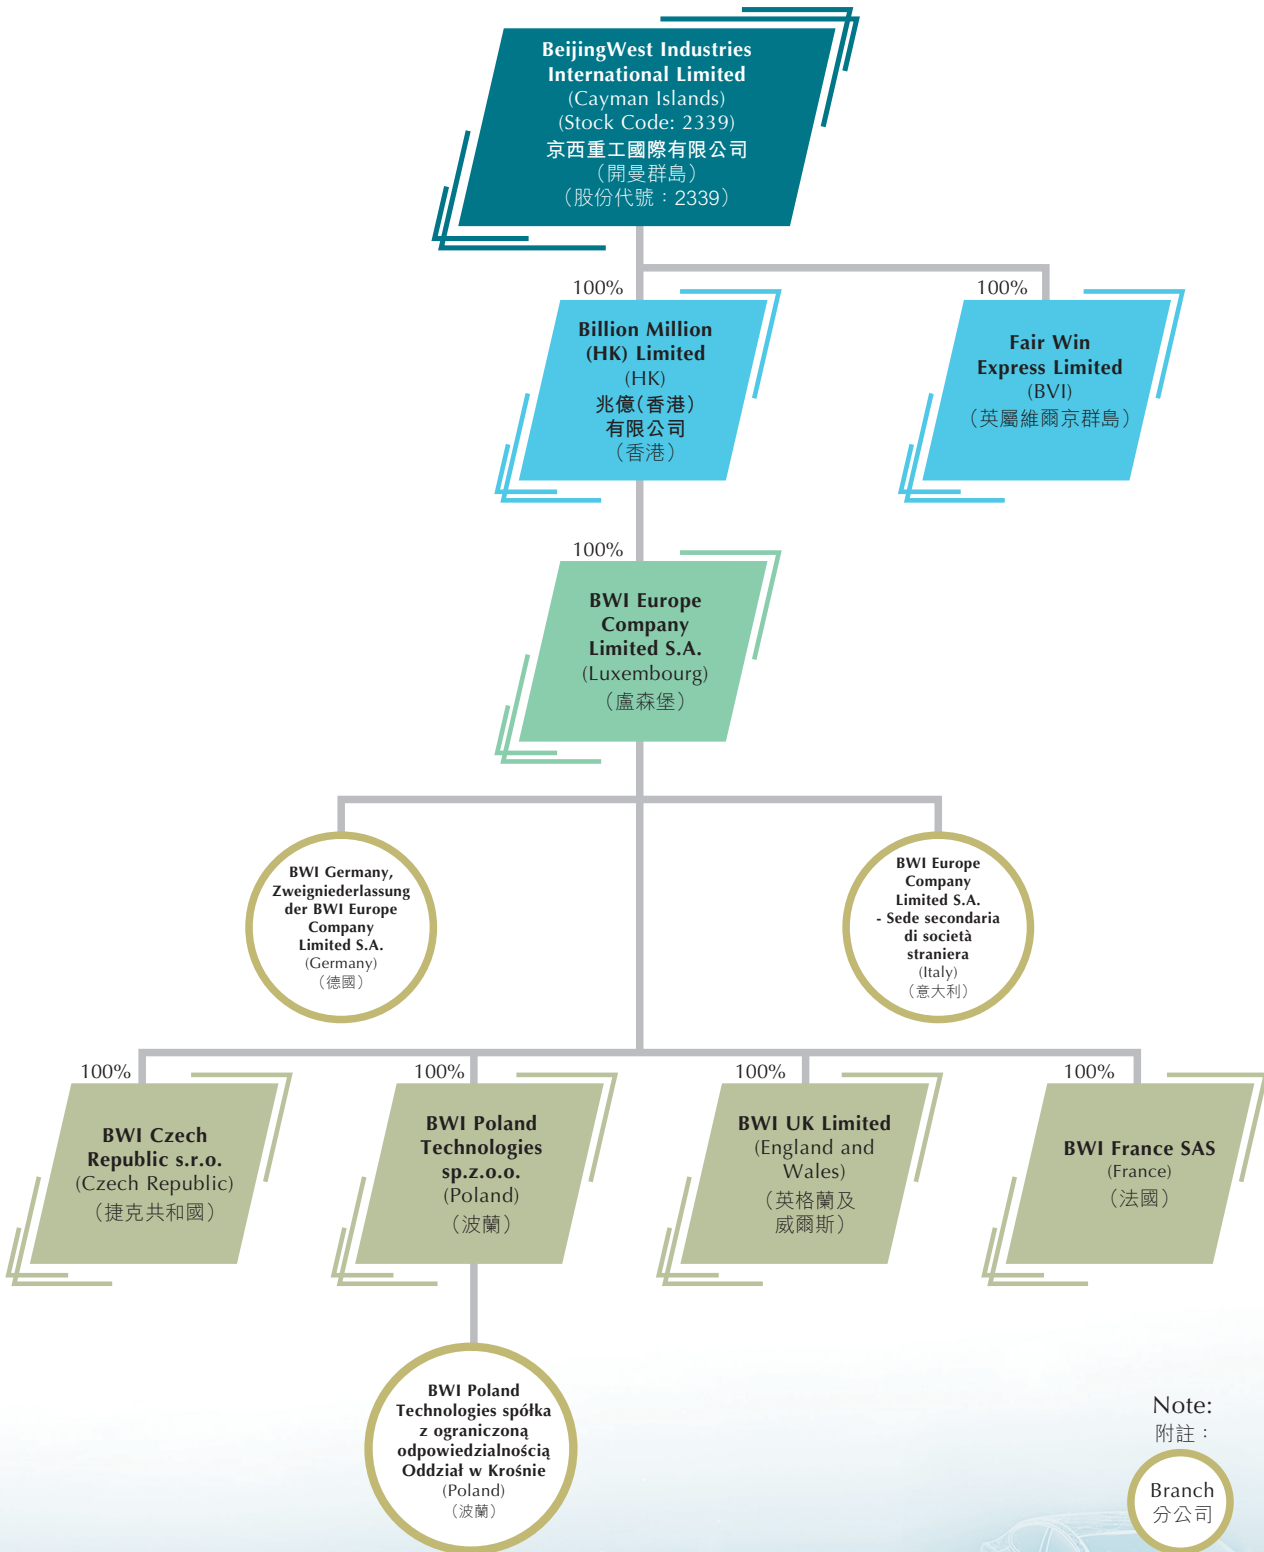 BeijingWest Industries
International Limited
(Cayman Islands)
(Stock Code: 2339)
京西重工國際有限公司
（開曼群島）
（股份代號：2339）
100%
Billion Million
(HK) Limited
(HK)
兆億（香港）
有限公司
（香港）
100%
Fair Win
Express Limited
(BVI)
（英屬維爾京群島）
100%
BWI Europe
Company
Limited S.A.
(Luxembourg)
（盧森堡）
BWI Germany,
Zweigniederlassung
der BWI Europe
Company
Limited S.A.
(Germany)
（德國）
BWI Europe
Company
Limited S.A.
- Sede secondaria
di società
straniera
(Italy)
（意大利）
100%
BWI Czech
Republic s.r.o.
(Czech Republic)
（捷克共和國）
100%
BWI Poland
Technologies
sp.z.o.o.
(Poland)
（波蘭）
100%
BWI UK Limited
(England and
Wales)
（英格蘭及
威爾斯）
100%
BWI France SAS
(France)
（法國）
BWI Poland
Technologies spółka
z ograniczoną
odpowiedzialnością
Oddział w Krośnie
(Poland)
（波蘭）
Note:
附註：
Branch
分公司